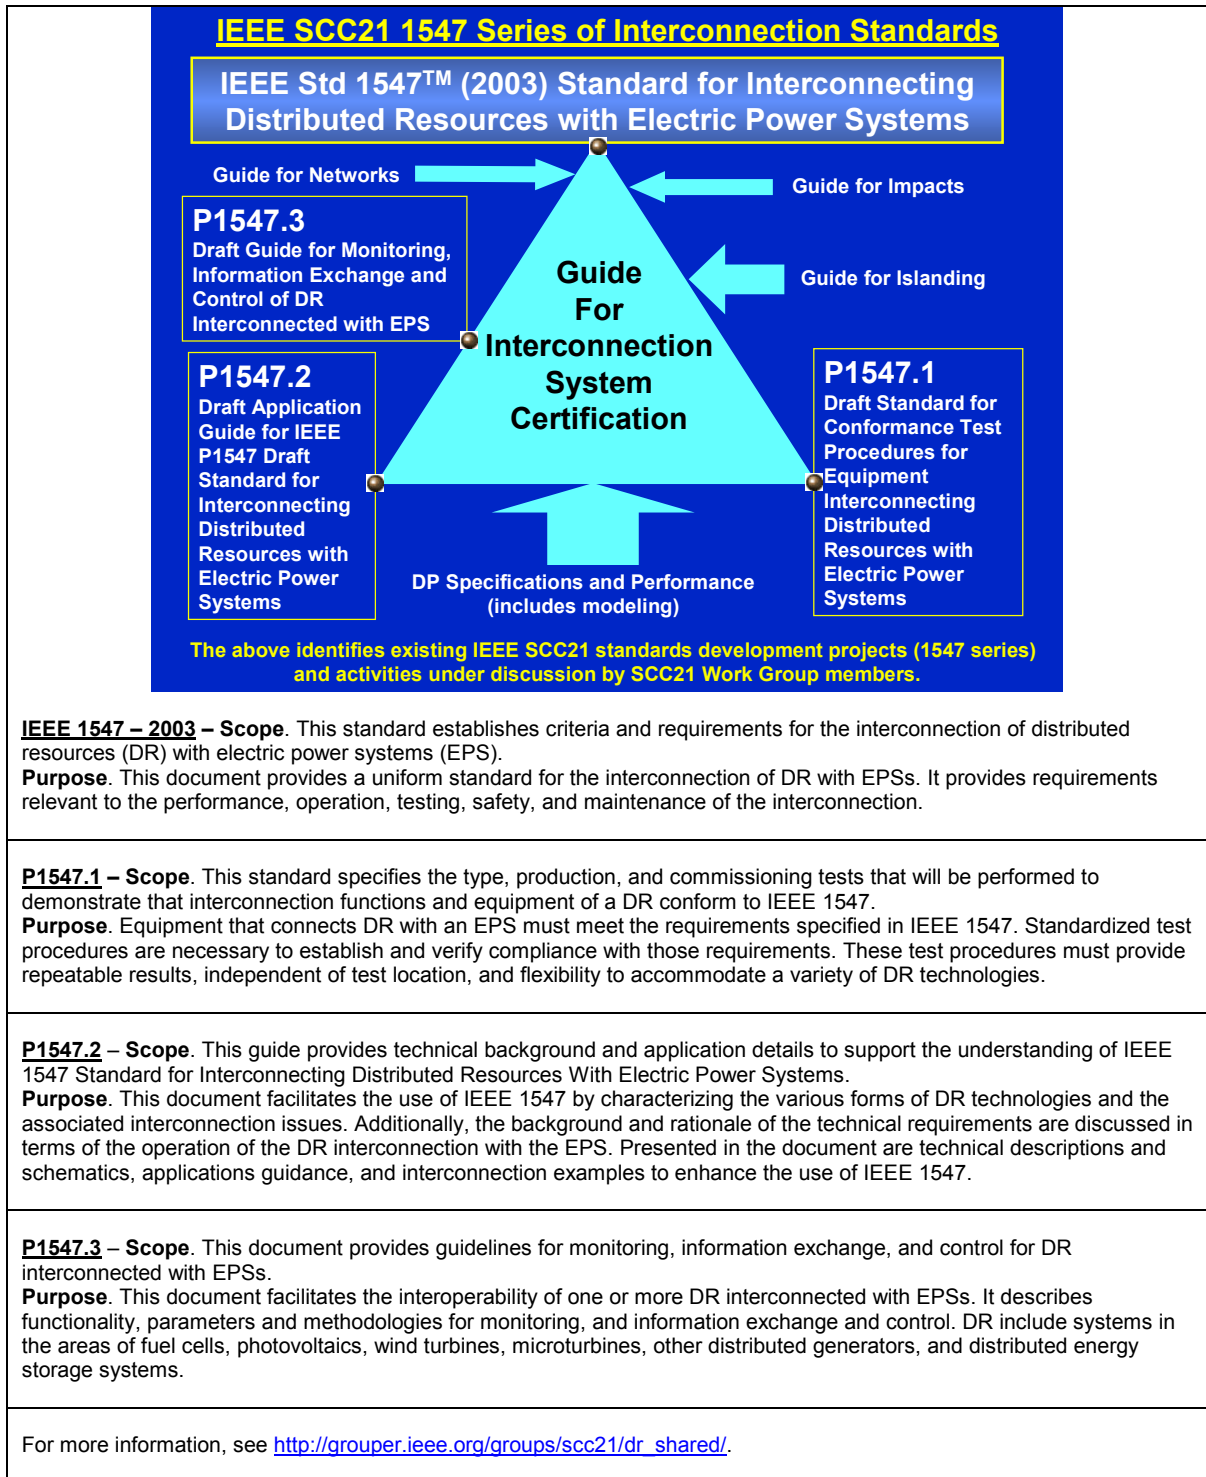 IEEE SCC21 1547 Series of Interconnection Standards
IEEE Std 1547TM (2003) Standard for Interconnecting
Distributed Resources with Electric Power Systems
Guide for Networks
Guide for Impacts
P1547.3
Draft Guide for Monitoring,
Information Exchange and
Control of DR
Interconnected with EPS
Guide for Islanding
Guide
For
Interconnection
System
Certification
P1547.2
Draft Application
Guide for IEEE
P1547 Draft
Standard for
Interconnecting
Distributed
Resources with
Electric Power
Systems
P1547.1
Draft Standard for
Conformance Test
Procedures for
Equipment
Interconnecting
Distributed
Resources with
Electric Power
Systems
DP Specifications and Performance
(includes modeling)
The above identifies existing IEEE SCC21 standards development projects (1547 series)
and activities under discussion by SCC21 Work Group members.
IEEE 1547 – 2003 – Scope. This standard establishes criteria and requirements for the interconnection of distributed
resources (DR) with electric power systems (EPS).
Purpose. This document provides a uniform standard for the interconnection of DR with EPSs. It provides requirements
relevant to the performance, operation, testing, safety, and maintenance of the interconnection.
P1547.1 – Scope. This standard specifies the type, production, and commissioning tests that will be performed to
demonstrate that interconnection functions and equipment of a DR conform to IEEE 1547.
Purpose. Equipment that connects DR with an EPS must meet the requirements specified in IEEE 1547. Standardized test
procedures are necessary to establish and verify compliance with those requirements. These test procedures must provide
repeatable results, independent of test location, and flexibility to accommodate a variety of DR technologies.
P1547.2 – Scope. This guide provides technical background and application details to support the understanding of IEEE
1547 Standard for Interconnecting Distributed Resources With Electric Power Systems.
Purpose. This document facilitates the use of IEEE 1547 by characterizing the various forms of DR technologies and the
associated interconnection issues. Additionally, the background and rationale of the technical requirements are discussed in
terms of the operation of the DR interconnection with the EPS. Presented in the document are technical descriptions and
schematics, applications guidance, and interconnection examples to enhance the use of IEEE 1547.
P1547.3 – Scope. This document provides guidelines for monitoring, information exchange, and control for DR
interconnected with EPSs.
Purpose. This document facilitates the interoperability of one or more DR interconnected with EPSs. It describes
functionality, parameters and methodologies for monitoring, and information exchange and control. DR include systems in
the areas of fuel cells, photovoltaics, wind turbines, microturbines, other distributed generators, and distributed energy
storage systems.
For more information, see http://grouper.ieee.org/groups/scc21/dr_shared/.